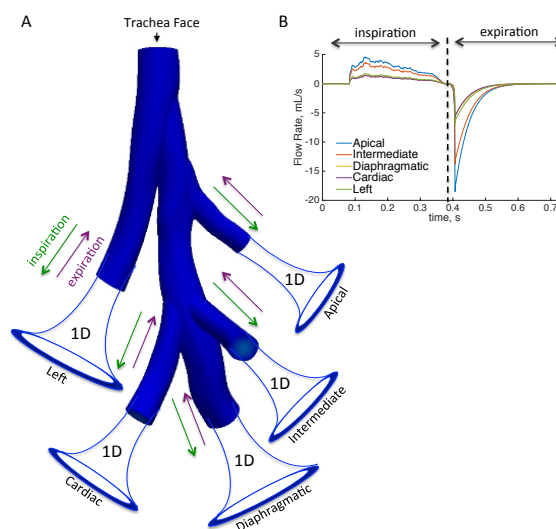 A
Trachea Face
inspiration
expiration
1D
Left
1D
Cardiac
1D
Diaphragmatic
1D
Intermediate
1D
Apical
B
inspiration
expiration
Flow Rate, mL/s
5
0
-5
-10
-15
-20
Apical
Intermediate
Diaphragmatic
Cardiac
Left
0 0.1 0.2 0.3 0.4 0.5 0.6 0.7
time, s